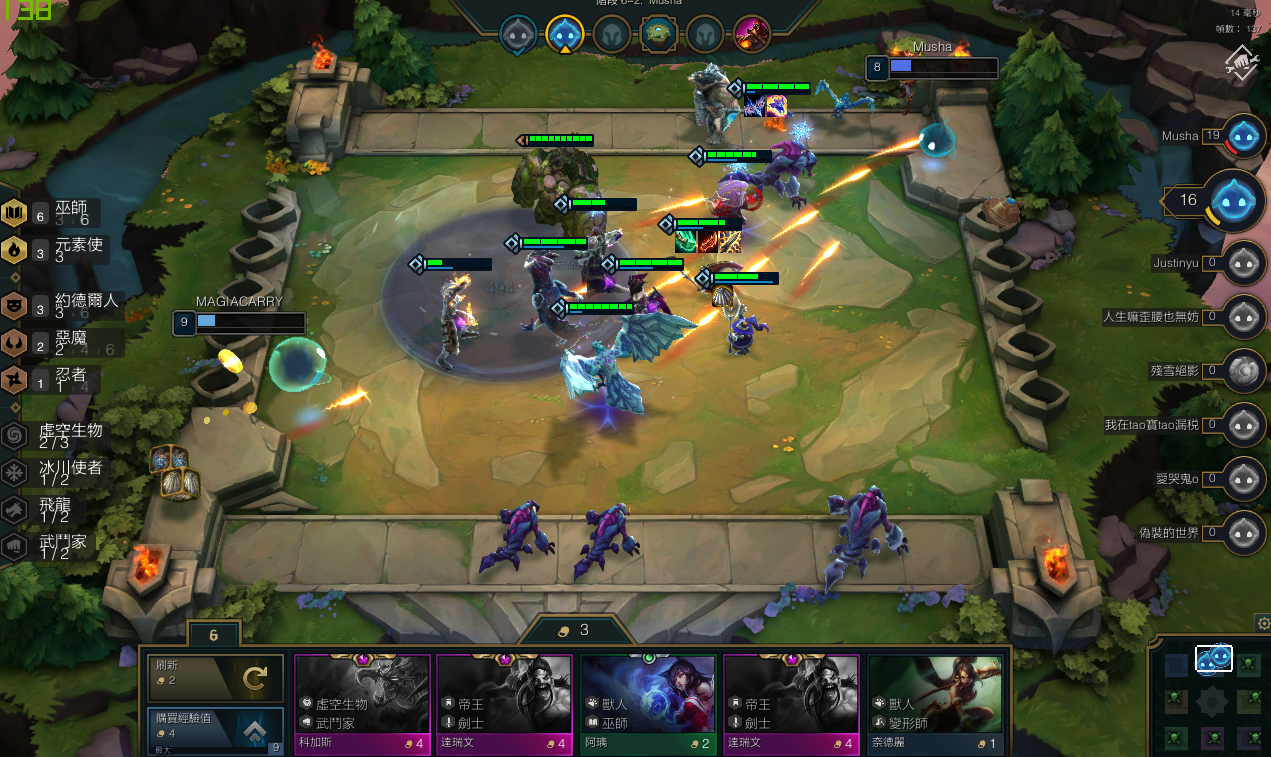 138
階段 6-2: Musha
14 毫秒
幀數： 137
Musha
8
Musha 19
16
Justinyu 0
人生嘛歪腰也無妨 0
殘雪絕影 0
我在tao寶tao漏稅 0
愛哭鬼o 0
偽裝的世界 0
6 巫師
3 6
3 元素使
3
3 約德爾人
3 6
2 惡魔
2 4 6
1 忍者
1 4
虛空生物
2/3
冰川使者
1/2
飛龍
1/2
武鬥家
1/2
MAGIACARRY
9
494
6
3
刷新
2
購買經驗值
4
最大
9
虛空生物
武鬥家
科加斯 4
帝王
劍士
達瑞文 4
獸人
巫師
阿璃 2
帝王
劍士
達瑞文 4
獸人
變形師
奈德麗 1